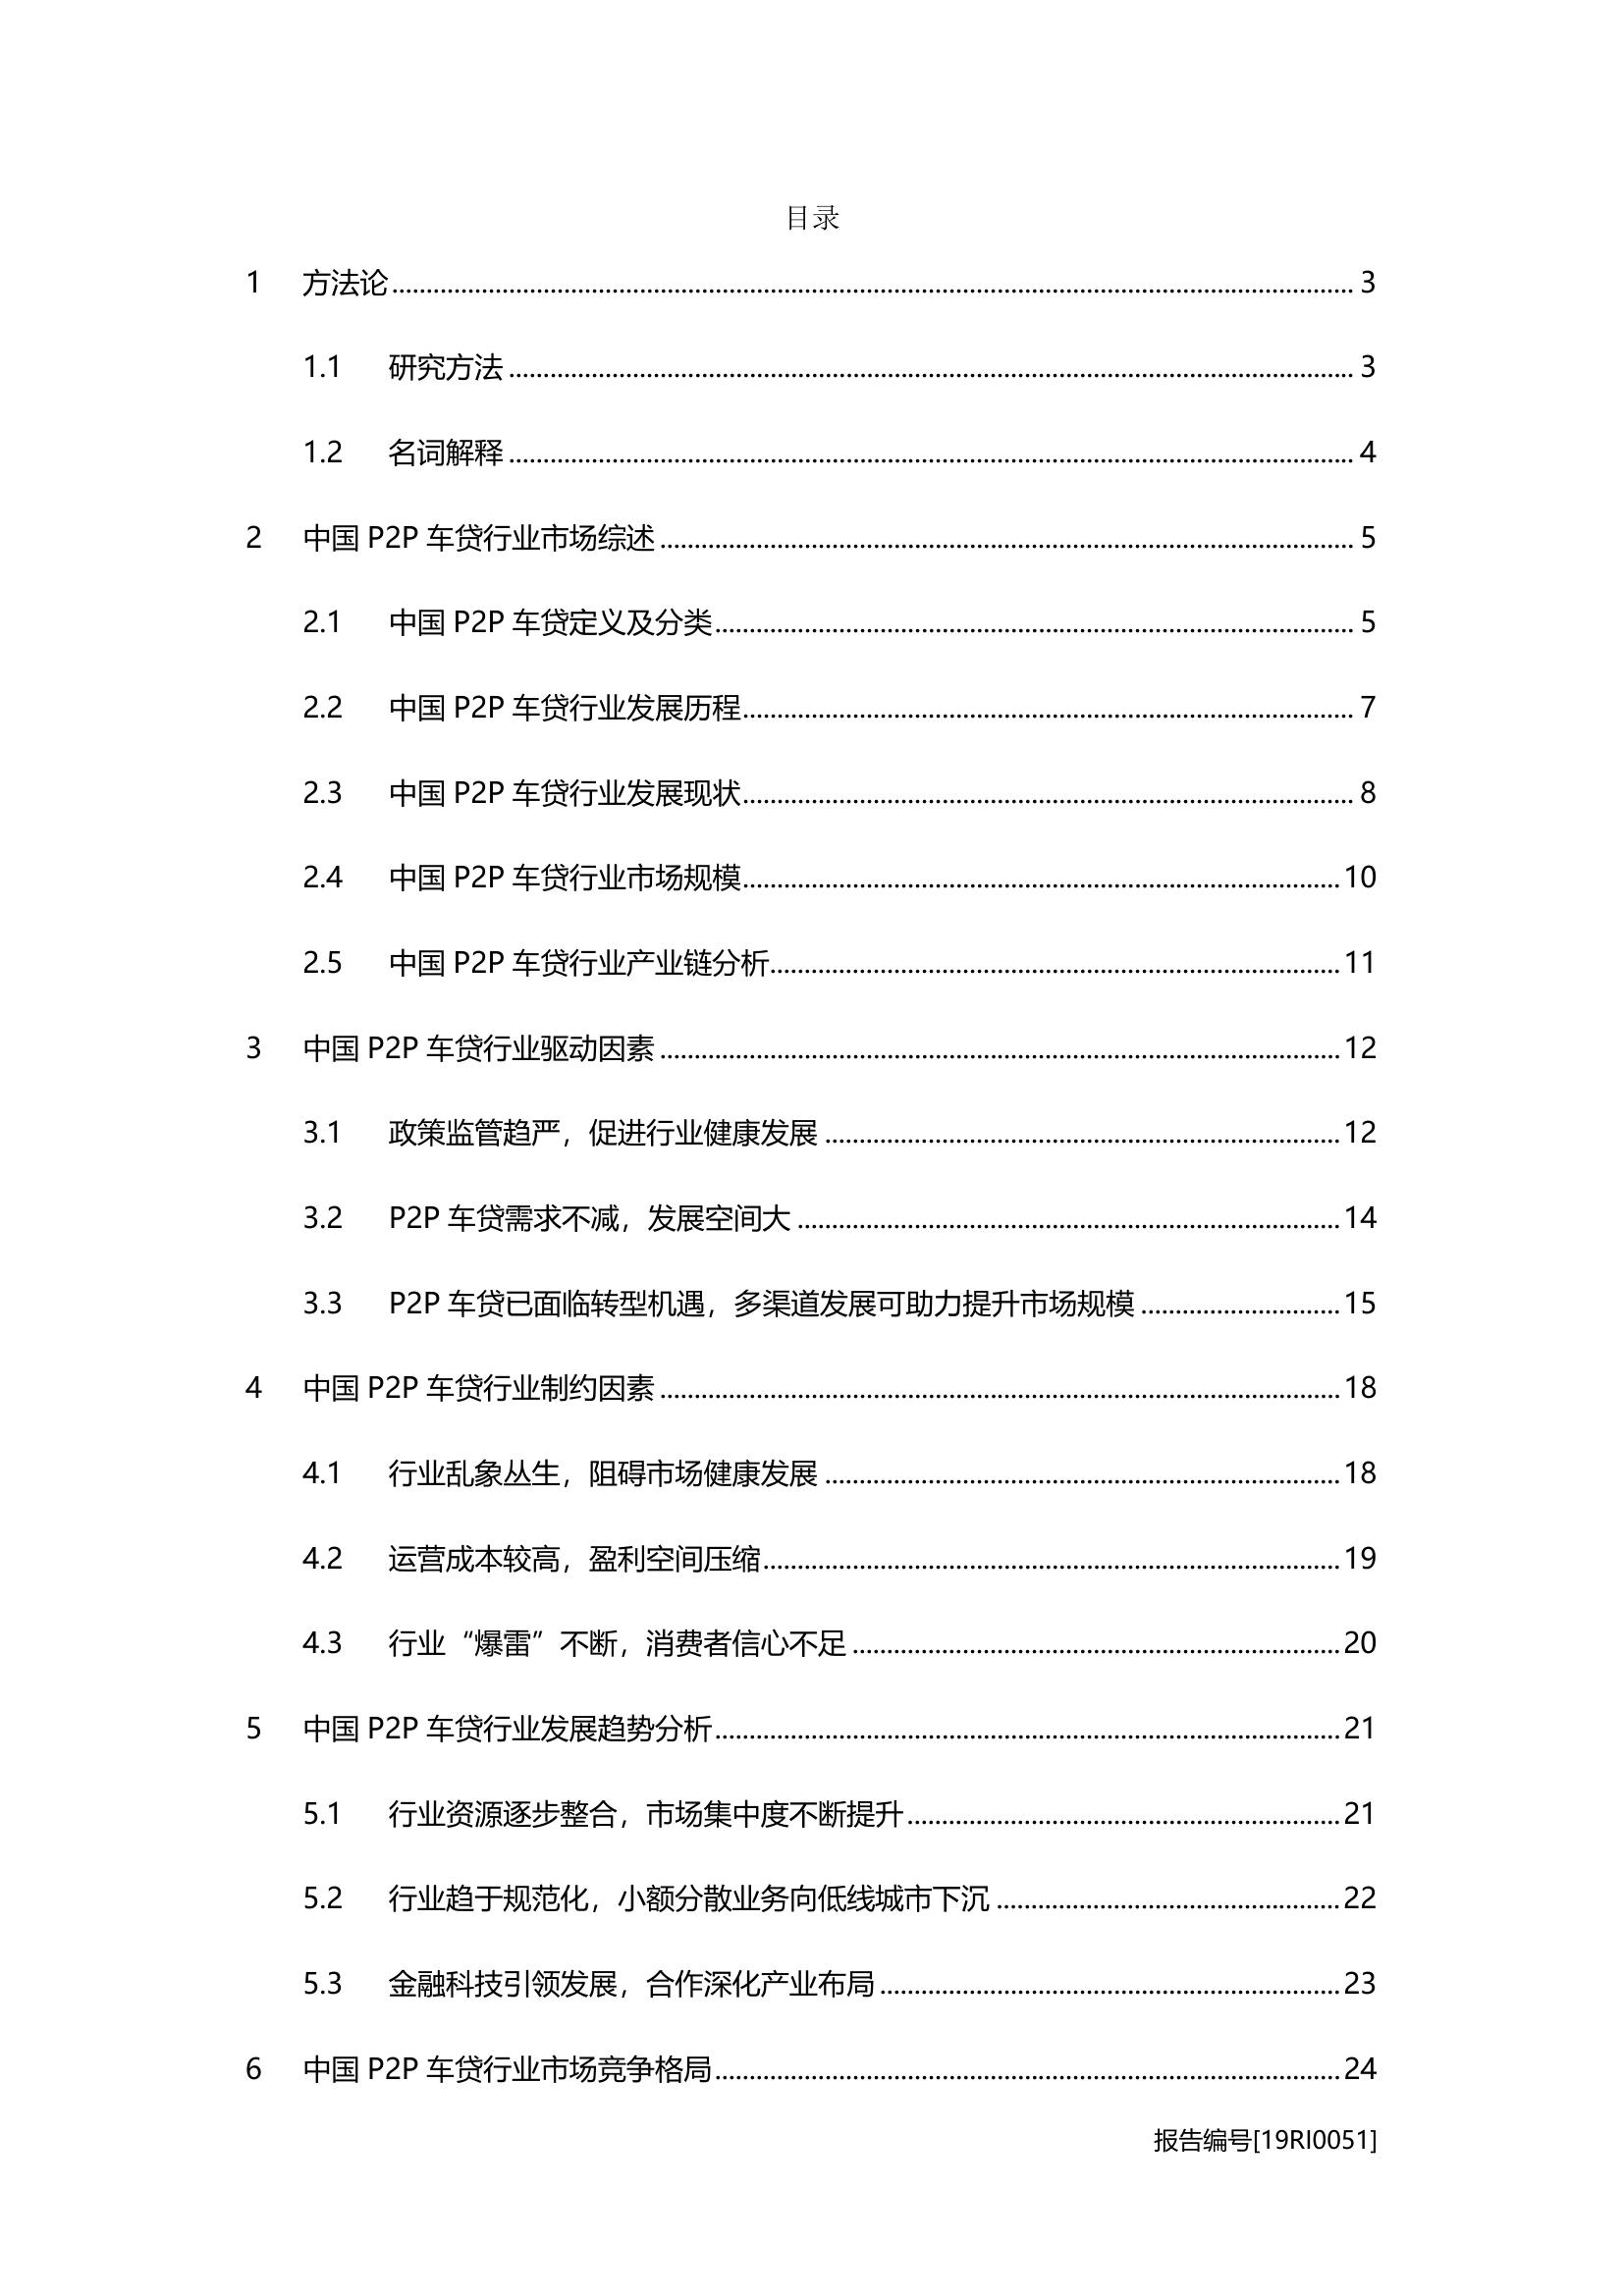 目录
1 方法论 3
1.1 研究方法 3
1.2 名词解释 4
2 中国 P2P 车贷行业市场综述 5
2.1 中国 P2P 车贷定义及分类 5
2.2 中国 P2P 车贷行业发展历程 7
2.3 中国 P2P 车贷行业发展现状 8
2.4 中国 P2P 车贷行业市场规模 10
2.5 中国 P2P 车贷行业产业链分析 11
3 中国 P2P 车贷行业驱动因素 12
3.1 政策监管趋严，促进行业健康发展 12
3.2 P2P 车贷需求不减，发展空间大 14
3.3 P2P 车贷已面临转型机遇，多渠道发展可助力提升市场规模 15
4 中国 P2P 车贷行业制约因素 18
4.1 行业乱象丛生，阻碍市场健康发展 18
4.2 运营成本较高，盈利空间压缩 19
4.3 行业“爆雷”不断，消费者信心不足 20
5 中国 P2P 车贷行业发展趋势分析 21
5.1 行业资源逐步整合，市场集中度不断提升 21
5.2 行业趋于规范化，小额分散业务向低线城市下沉 22
5.3 金融科技引领发展，合作深化产业布局 23
6 中国 P2P 车贷行业市场竞争格局 24
报告编号[19RI0051]